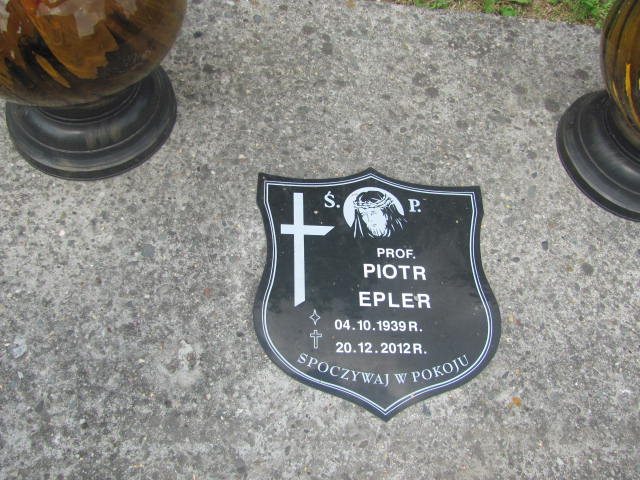 Ś. P.
PROF.
PIOTR
EPLER
04.10.1939 R.
20.12.2012 R.
SPOCZYWAJ W POKOJU